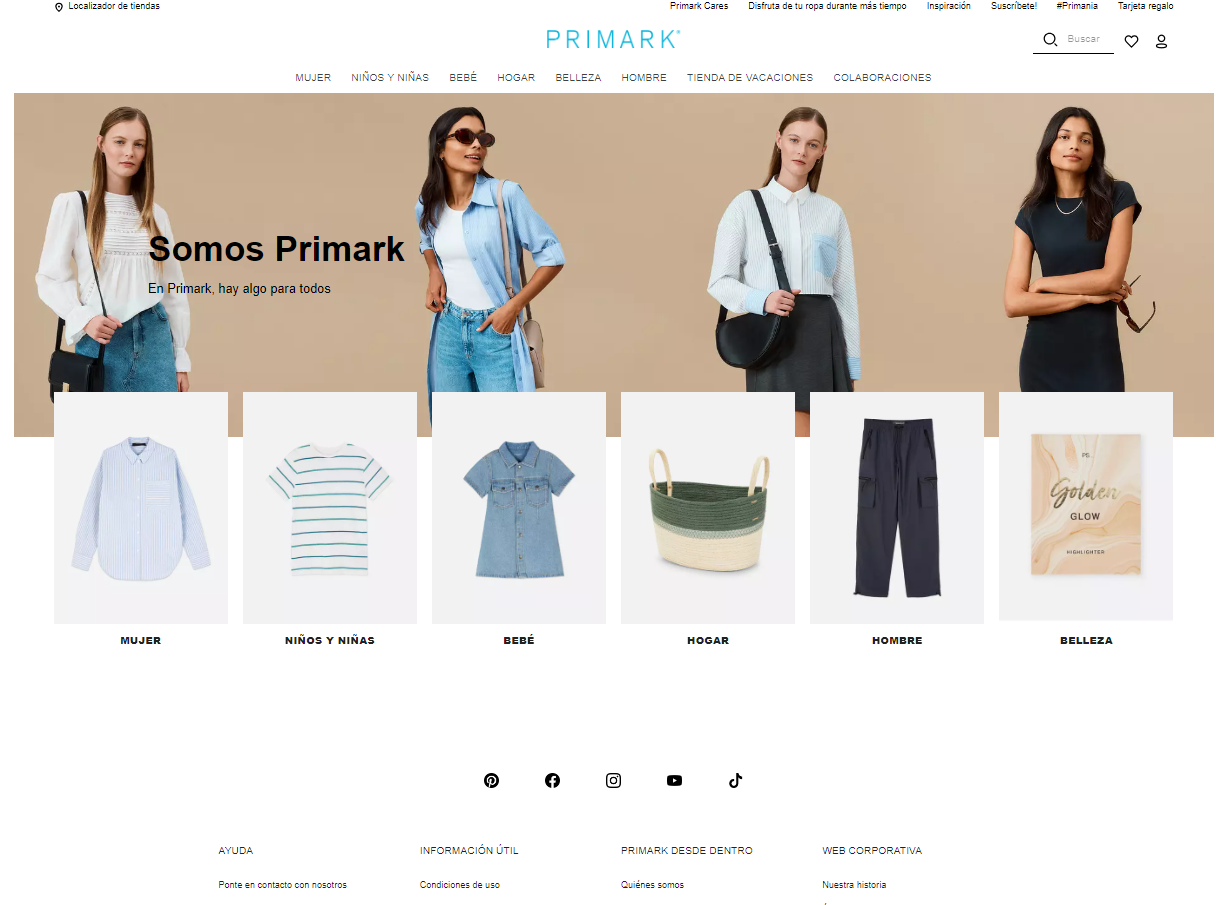 Localizador de tiendas
Primark Cares
Disfruta de tu ropa durante más tiempo
Inspiración
Suscríbete!
#Primania
Tarjeta regalo
PRIMARK®
Buscar
MUJER
NIÑOS Y NIÑAS
BEBÉ
HOGAR
BELLEZA
HOMBRE
TIENDA DE VACACIONES
COLABORACIONES
Somos Primark
En Primark, hay algo para todos
PS
Golden
GLOW
HIGHLIGHTER
MUJER
NIÑOS Y NIÑAS
BEBÉ
HOGAR
HOMBRE
BELLEZA
AYUDA
INFORMACIÓN ÚTIL
PRIMARK DESDE DENTRO
WEB CORPORATIVA
Ponte en contacto con nosotros
Condiciones de uso
Quiénes somos
Nuestra historia